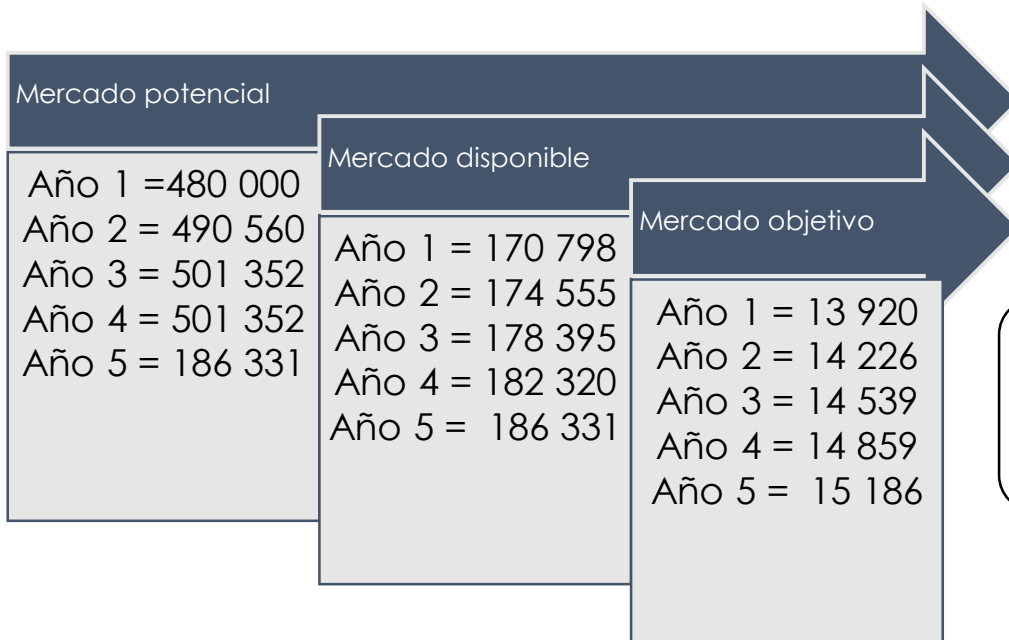 Mercado potencial
Año 1 =480 000
Año 2 = 490 560
Año 3 = 501 352
Año 4 = 501 352
Año 5 = 186 331
Mercado disponible
Año 1 = 170 798
Año 2 = 174 555
Año 3 = 178 395
Año 4 = 182 320
Año 5 =  186 331
Mercado objetivo
Año 1 = 13 920
Año 2 = 14 226
Año 3 = 14 539
Año 4 = 14 859
Año 5 =  15 186